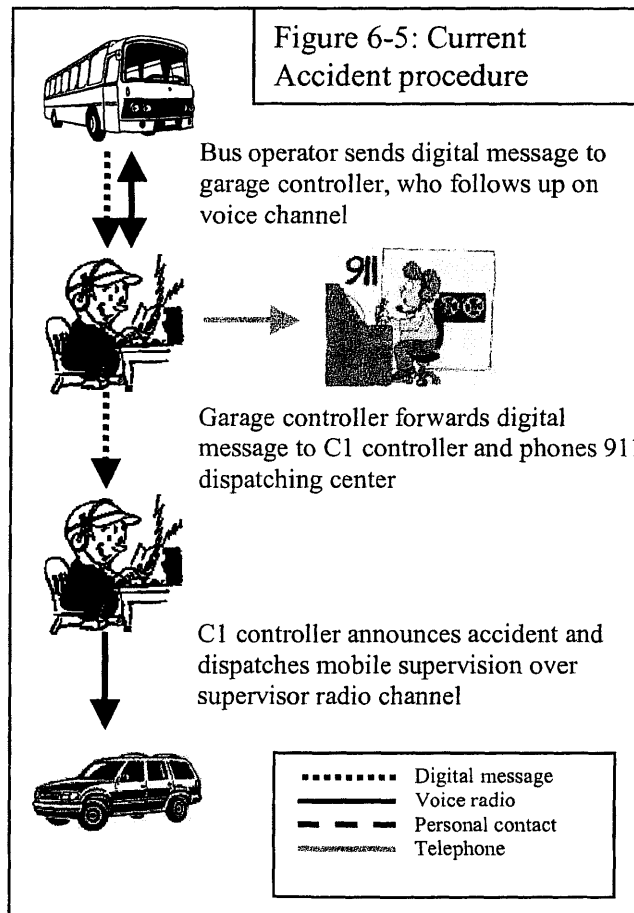 Figure 6-5: Current
Accident procedure
Bus operator sends digital message to
garage controller, who follows up on
voice channel
911
Garage controller forwards digital
message to C1 controller and phones 911
dispatching center
C1 controller announces accident and
dispatches mobile supervision over
supervisor radio channel
Digital message
Voice radio
Personal contact
Telephone